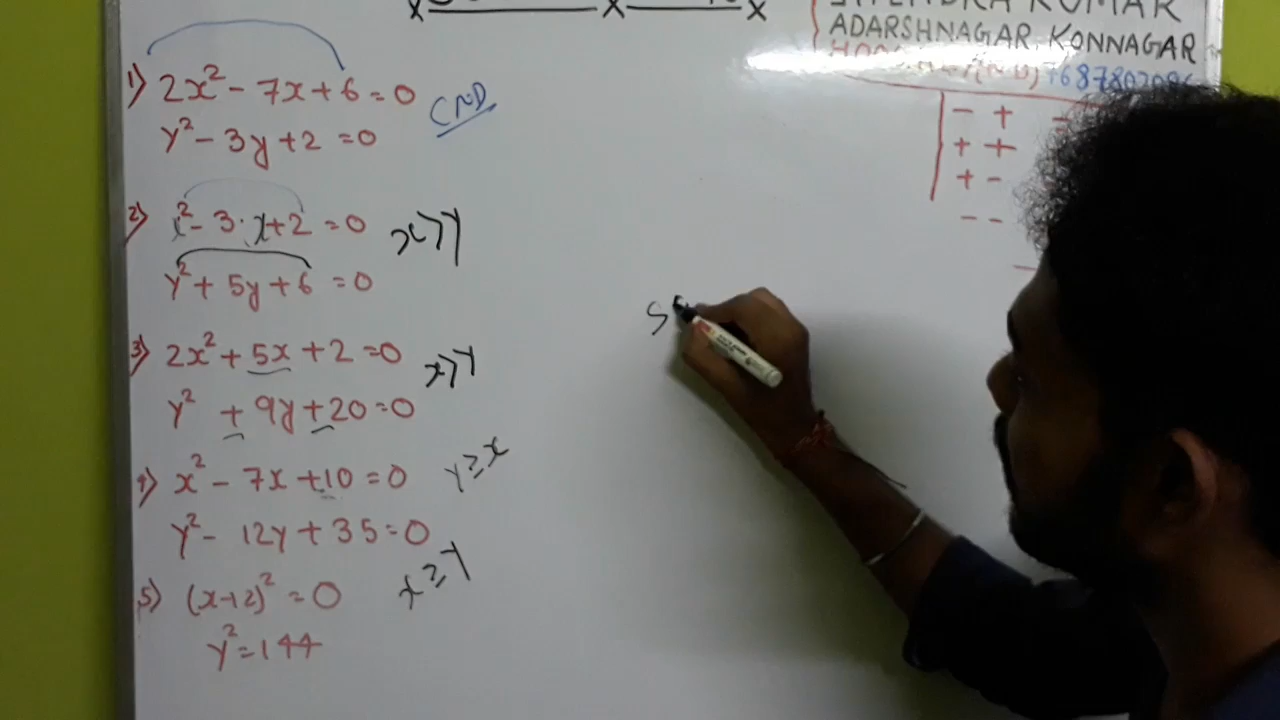 x x x
ADARSHNAGAR, KONNAGAR
1) 2x² - 7x + 6 = 0
y² - 3y + 2 = 0 CND
2) x² - 3·x + 2 = 0 x>y
y² + 5y + 6 = 0
3) 2x² + 5x + 2 = 0 x>y
y² + 9y + 20 = 0
4) x² - 7x + 10 = 0 y≥x
y² - 12y + 35 = 0
5) (x-12)² = 0 x≥y
y² = 144
- + -
+ +
+ -
- -
S